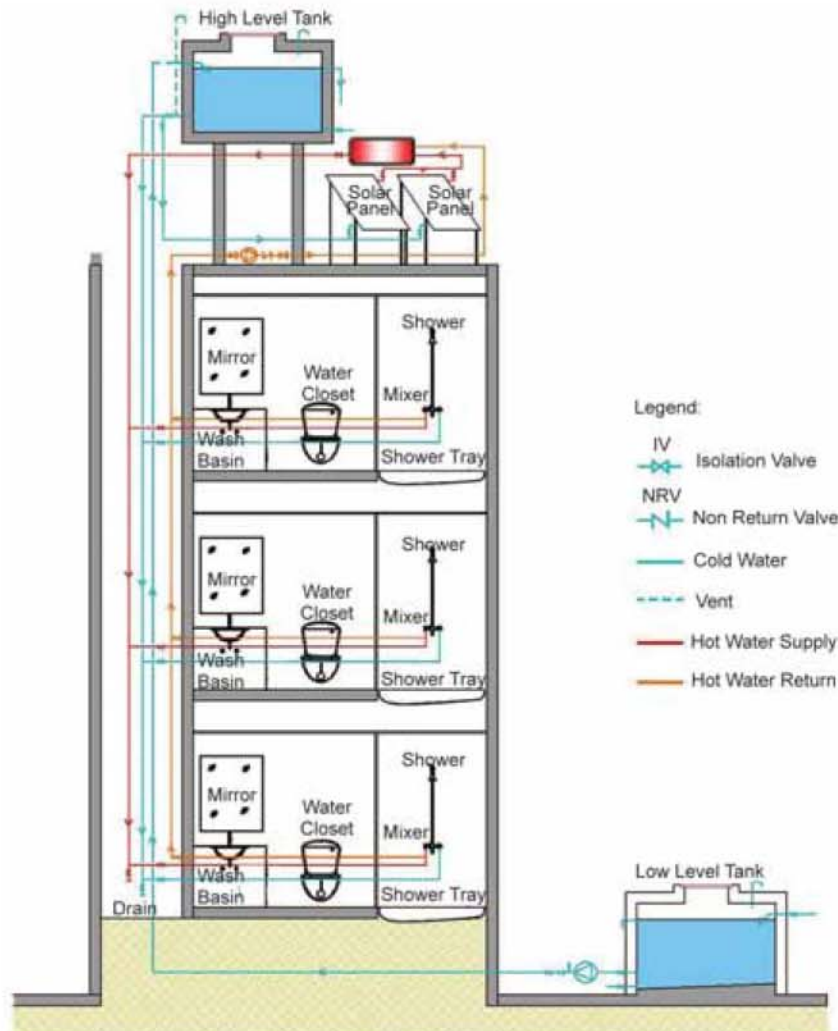 High Level Tank
Solar
Panel
Solar
Panel
Shower
Mirror
Water
Closet
Mixer
Wash
Basin
Shower Tray
Shower
Mirror
Water
Closet
Mixer
Wash
Basin
Shower Tray
Shower
Mirror
Water
Closet
Mixer
Wash
Basin
Shower Tray
Drain
Low Level Tank
Legend:
IV
Isolation Valve
NRV
Non Return Valve
Cold Water
Vent
Hot Water Supply
Hot Water Return